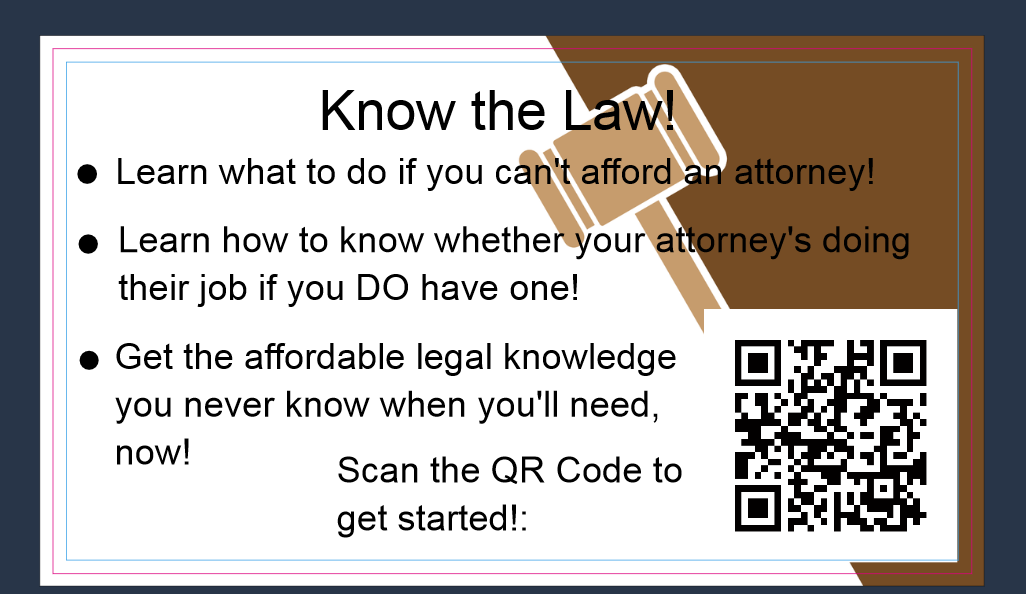 Know the Law!
● Learn what to do if you can't afford an attorney!
● Learn how to know whether your attorney's doing
their job if you DO have one!
● Get the affordable legal knowledge
you never know when you'll need,
now!
Scan the QR Code to
get started!: